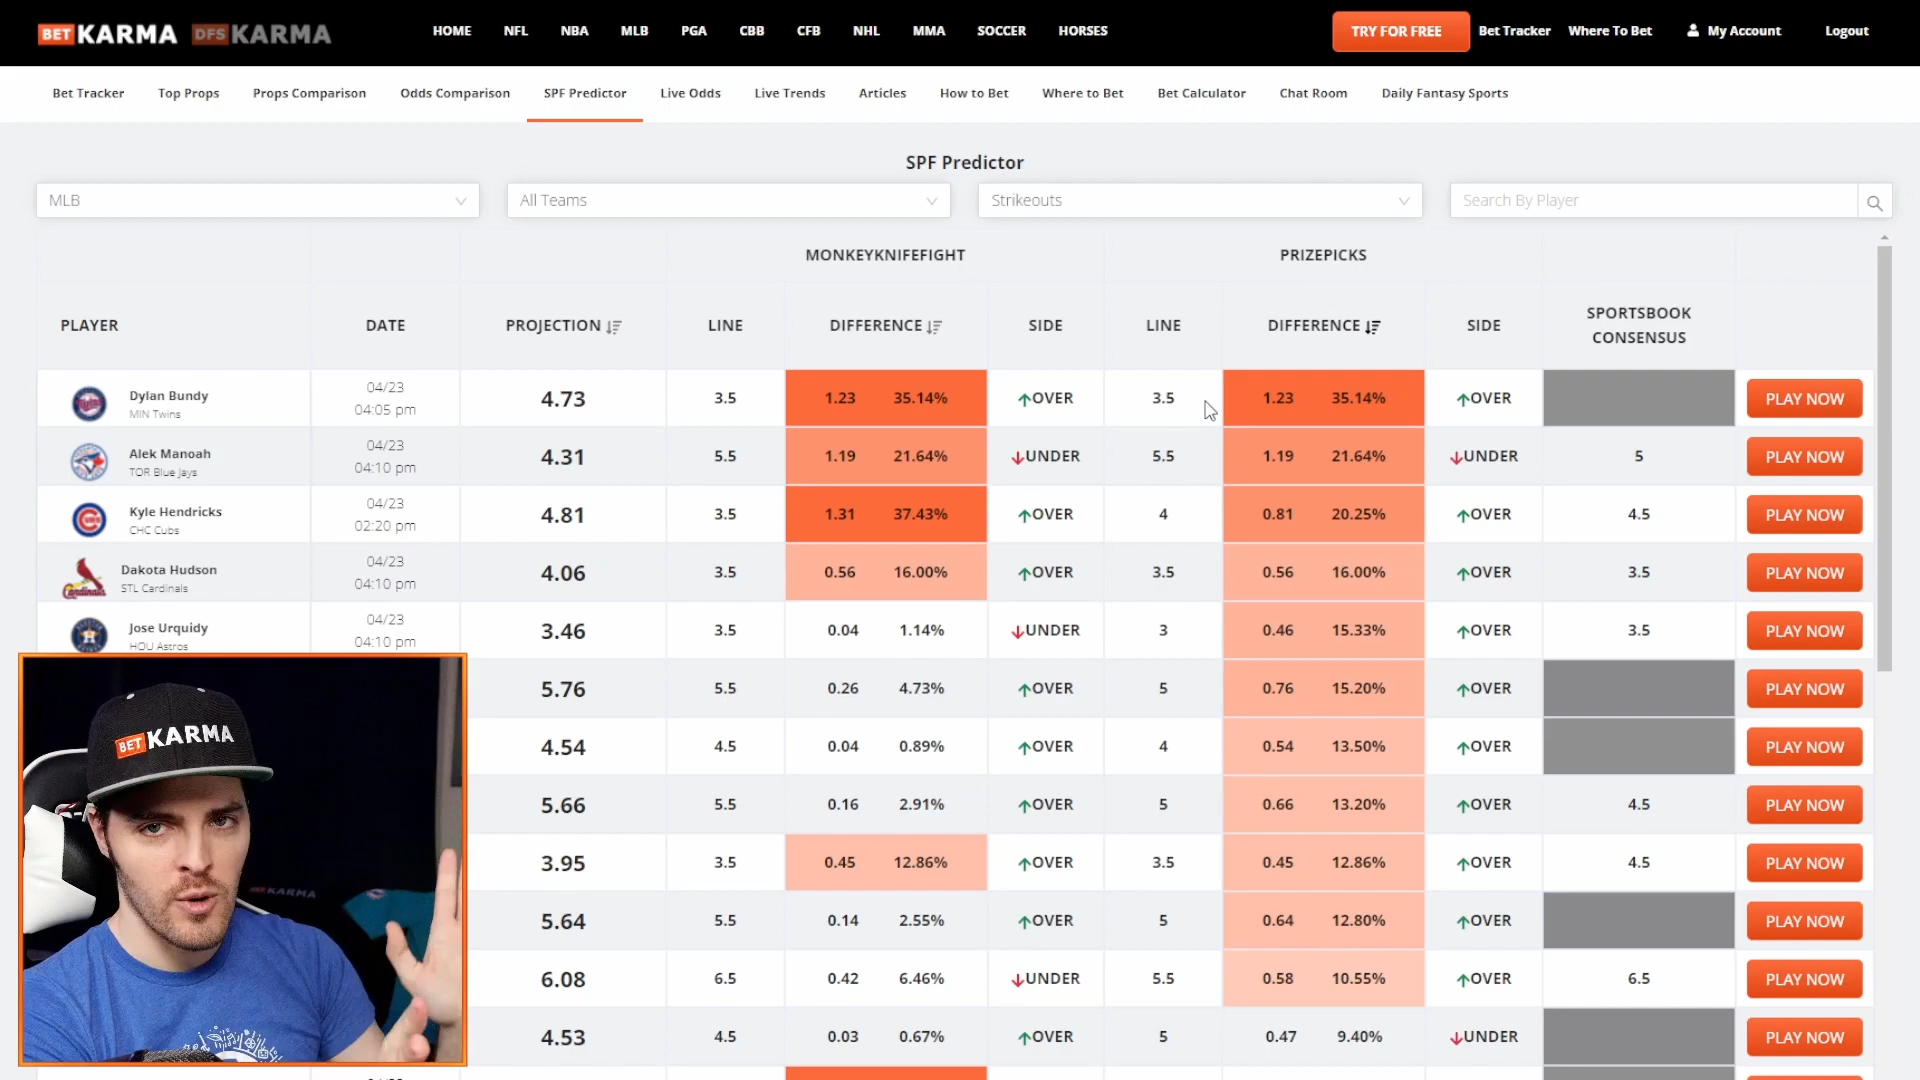 BET KARMA DFS KARMA HOME NFL NBA MLB PGA CBB CFB NHL MMA SOCCER HORSES TRY FOR FREE Bet Tracker Where To Bet My Account Logout
Bet Tracker Top Props Props Comparison Odds Comparison SPF Predictor Live Odds Live Trends Articles How to Bet Where to Bet Bet Calculator Chat Room Daily Fantasy Sports
SPF Predictor
MLB All Teams Strikeouts Search By Player
MONKEYKNIFEFIGHT PRIZEPICKS
PLAYER DATE PROJECTION LINE DIFFERENCE SIDE LINE DIFFERENCE SIDE SPORTSBOOK CONSENSUS
Dylan Bundy MIN Twins 04/23 04:05 pm 4.73 3.5 1.23 35.14% OVER 3.5 1.23 35.14% OVER PLAY NOW
Alek Manoah TOR Blue Jays 04/23 04:10 pm 4.31 5.5 1.19 21.64% UNDER 5.5 1.19 21.64% UNDER 5 PLAY NOW
Kyle Hendricks CHC Cubs 04/23 02:20 pm 4.81 3.5 1.31 37.43% OVER 4 0.81 20.25% OVER 4.5 PLAY NOW
Dakota Hudson STL Cardinals 04/23 04:10 pm 4.06 3.5 0.56 16.00% OVER 3.5 0.56 16.00% OVER 3.5 PLAY NOW
Jose Urquidy HOU Astros 04/23 04:10 pm 3.46 3.5 0.04 1.14% UNDER 3 0.46 15.33% OVER 3.5 PLAY NOW
5.76 5.5 0.26 4.73% OVER 5 0.76 15.20% OVER PLAY NOW
4.54 4.5 0.04 0.89% OVER 4 0.54 13.50% OVER PLAY NOW
5.66 5.5 0.16 2.91% OVER 5 0.66 13.20% OVER 4.5 PLAY NOW
3.95 3.5 0.45 12.86% OVER 3.5 0.45 12.86% OVER 4.5 PLAY NOW
5.64 5.5 0.14 2.55% OVER 5 0.64 12.80% OVER PLAY NOW
6.08 6.5 0.42 6.46% UNDER 5.5 0.58 10.55% OVER 6.5 PLAY NOW
4.53 4.5 0.03 0.67% OVER 5 0.47 9.40% UNDER PLAY NOW
BET KARMA